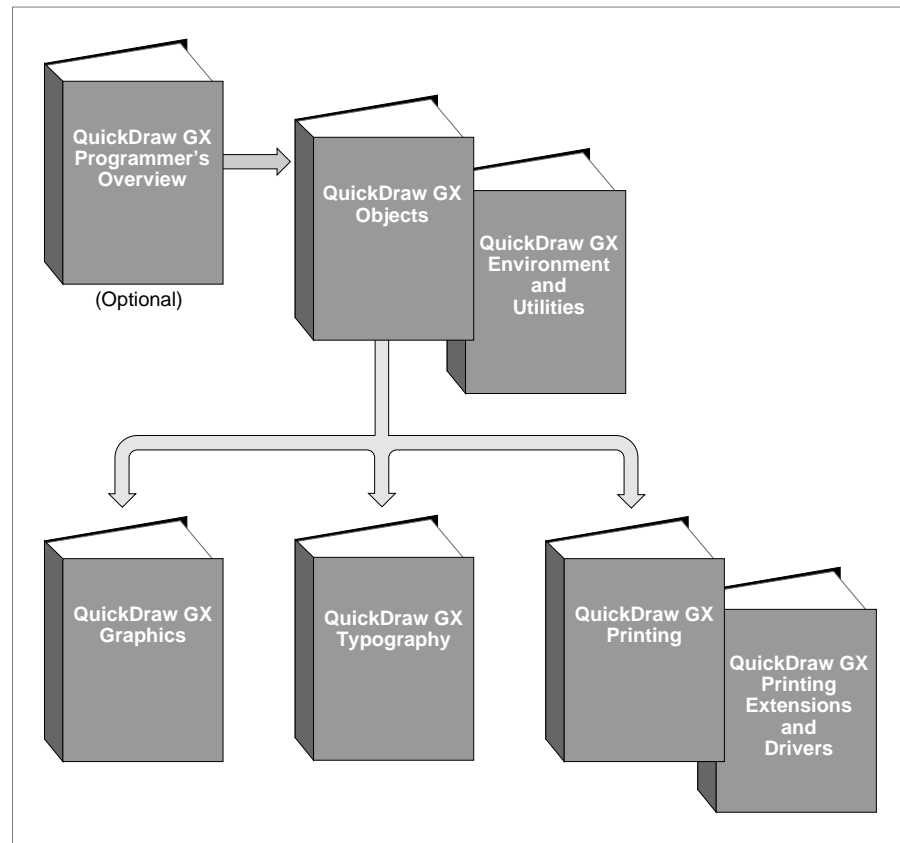 QuickDraw GX
Programmer’s
Overview
(Optional)
QuickDraw GX
Objects
QuickDraw GX
Environment
and
Utilities
QuickDraw GX
Graphics
QuickDraw GX
Typography
QuickDraw GX
Printing
QuickDraw GX
Printing
Extensions
and
Drivers